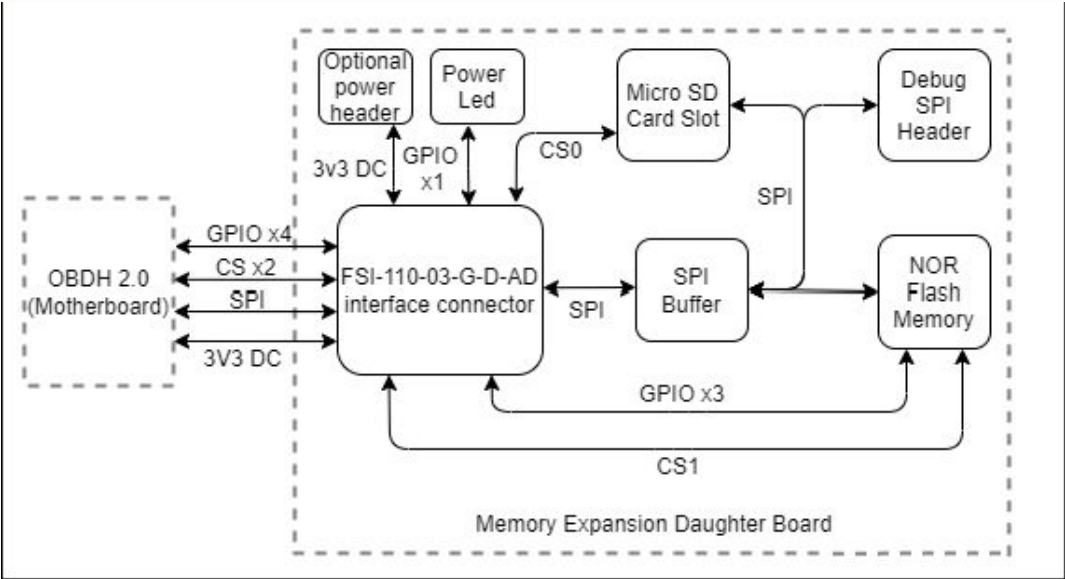 Optional
power
header
Power
Led
Micro SD
Card Slot
Debug
SPI
Header
3v3 DC
GPIO
x1
CS0
SPI
OBDH 2.0
(Motherboard)
GPIO x4
CS x2
SPI
3V3 DC
FSI-110-03-G-D-AD
interface connector
SPI
SPI
Buffer
NOR
Flash
Memory
GPIO x3
CS1
Memory Expansion Daughter Board